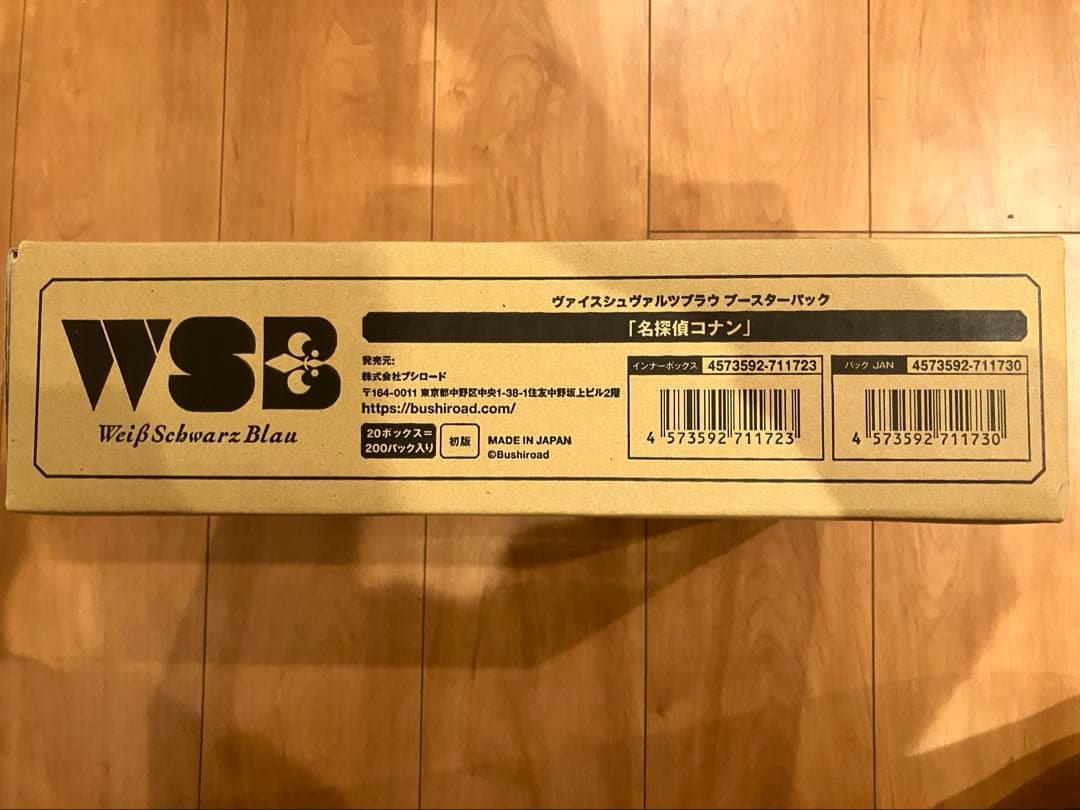 WSB
Weiß Schwarz Blau
ヴァイスシュヴァルツブラウ ブースターパック
「名探偵コナン」
発売元:
株式会社ブシロード
〒164-0011 東京都中野区中央1-38-1住友中野坂上ビル2階
https://bushiroad.com/
20ボックス=
200パック入り
初版
MADE IN JAPAN
©Bushiroad
インナーボックス 4573592-711723
4 573592 711723
パック JAN 4573592-711730
4 573592 711730